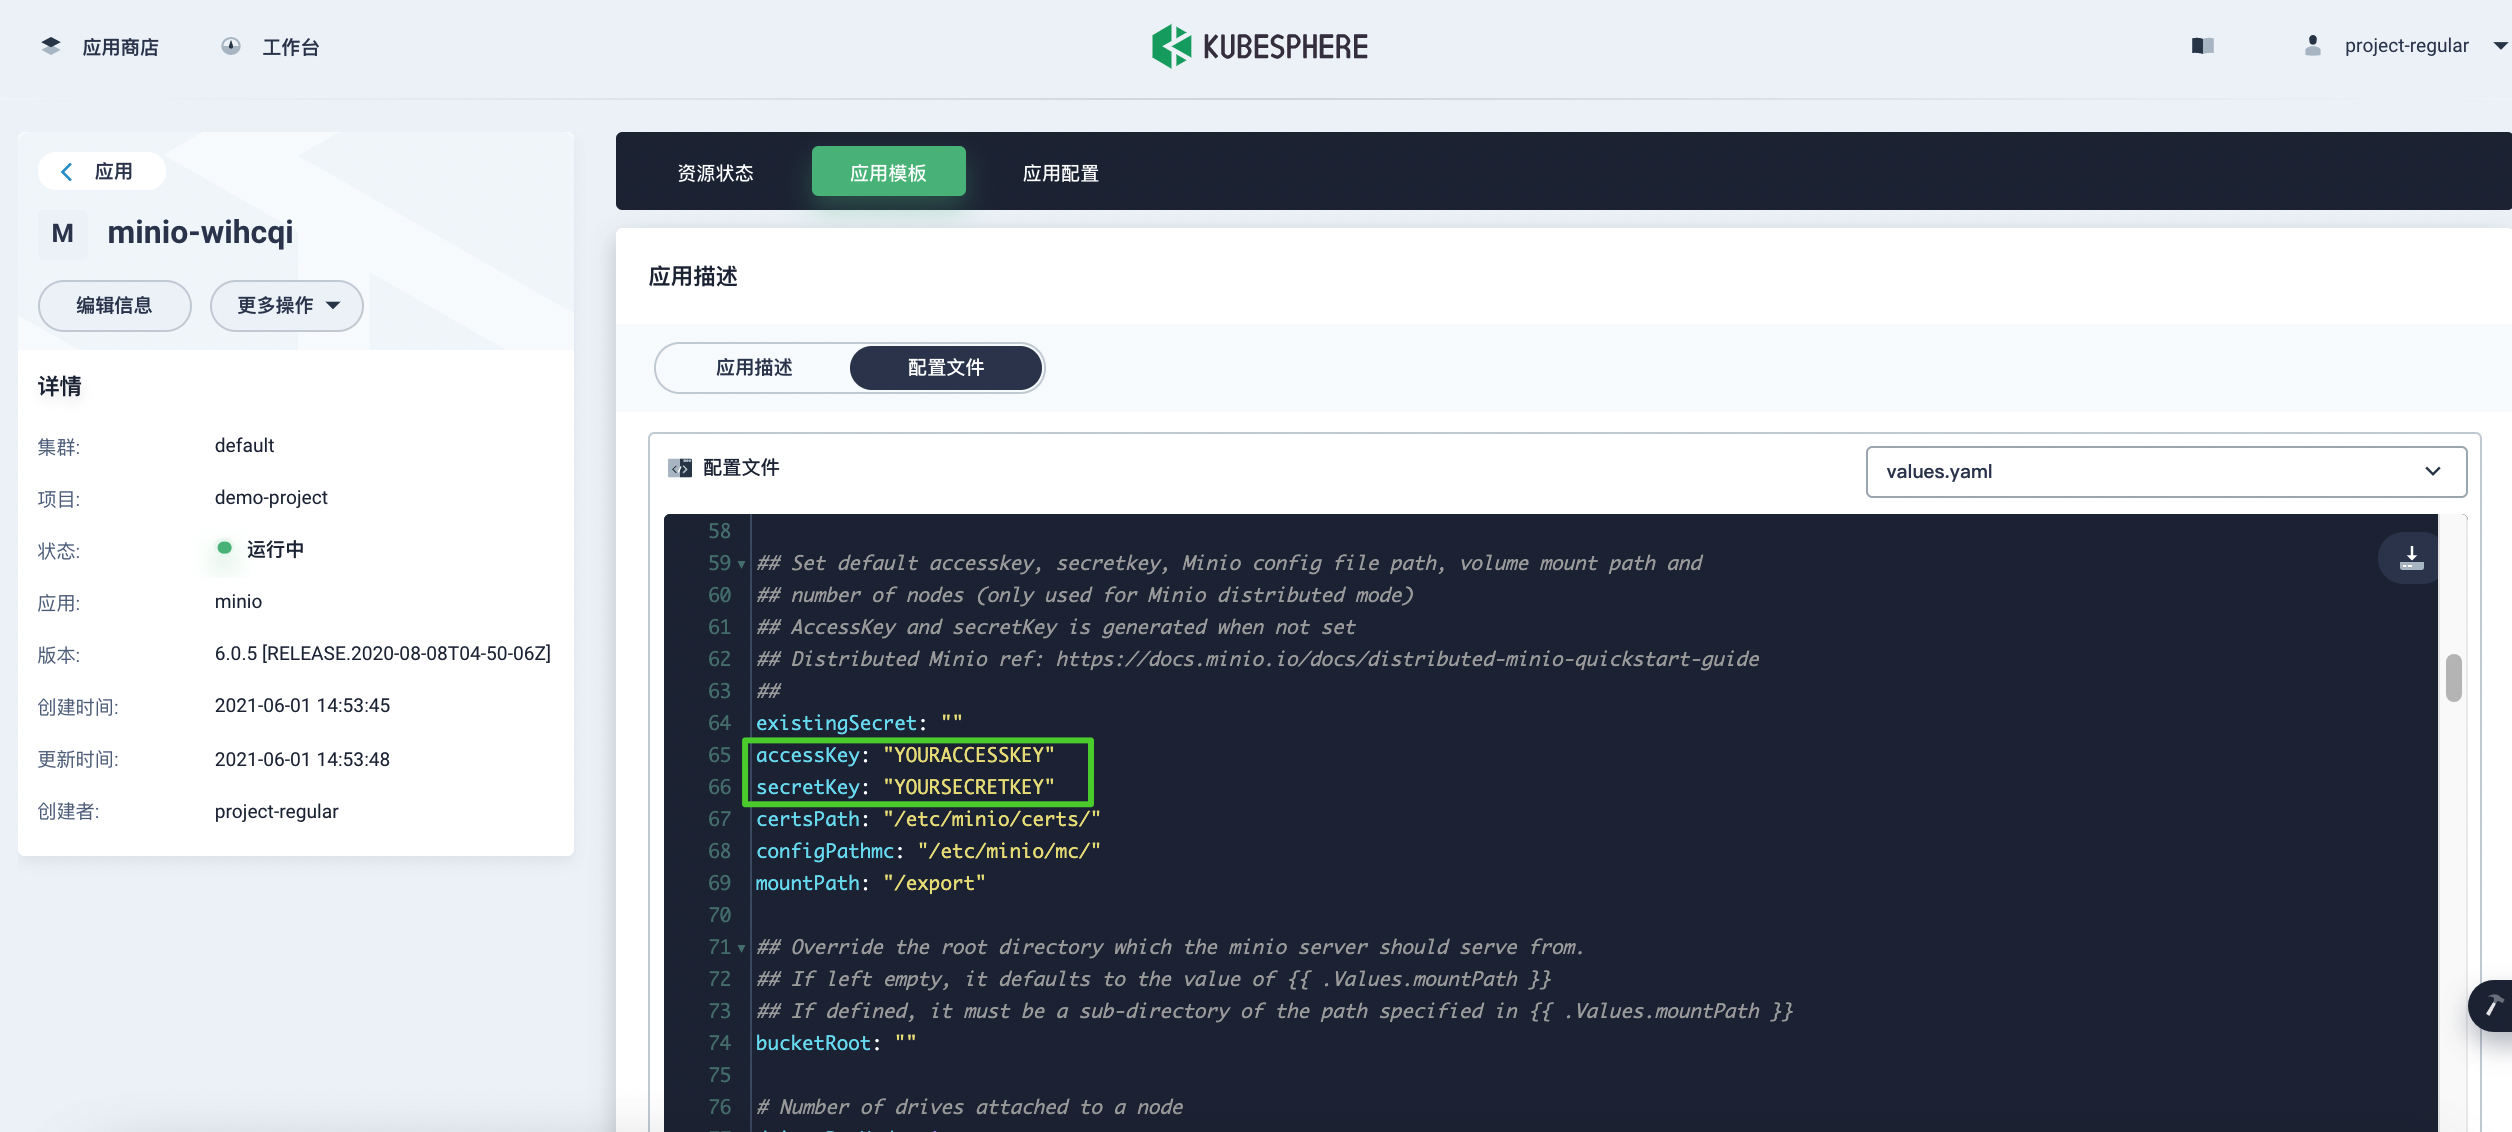 应用商店
工作台
KUBESPHERE
project-regular
应用
M
minio-wihcqi
编辑信息
更多操作
详情
集群: default
项目: demo-project
状态: 运行中
应用: minio
版本: 6.0.5 [RELEASE.2020-08-08T04-50-06Z]
创建时间: 2021-06-01 14:53:45
更新时间: 2021-06-01 14:53:48
创建者: project-regular
资源状态
应用模板
应用配置
应用描述
应用描述
配置文件
配置文件
values.yaml
58
59 ## Set default accesskey, secretkey, Minio config file path, volume mount path and
60 ## number of nodes (only used for Minio distributed mode)
61 ## AccessKey and secretKey is generated when not set
62 ## Distributed Minio ref: https://docs.minio.io/docs/distributed-minio-quickstart-guide
63 ##
64 existingSecret: ""
65 accessKey: "YOURACCESSKEY"
66 secretKey: "YOURSECRETKEY"
67 certsPath: "/etc/minio/certs/"
68 configPathmc: "/etc/minio/mc/"
69 mountPath: "/export"
70
71 ## Override the root directory which the minio server should serve from.
72 ## If left empty, it defaults to the value of {{ .Values.mountPath }}
73 ## If defined, it must be a sub-directory of the path specified in {{ .Values.mountPath }}
74 bucketRoot: ""
75
76 # Number of drives attached to a node